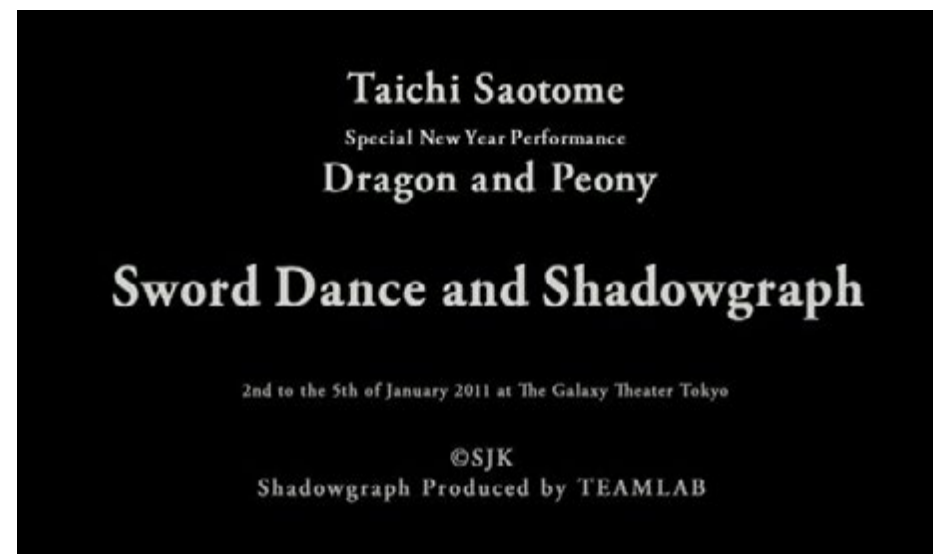 Taichi Saotome
Special New Year Performance
Dragon and Peony
Sword Dance and Shadowgraph
2nd to the 5th of January 2011 at The Galaxy Theater Tokyo
©SJK
Shadowgraph Produced by TEAMLAB